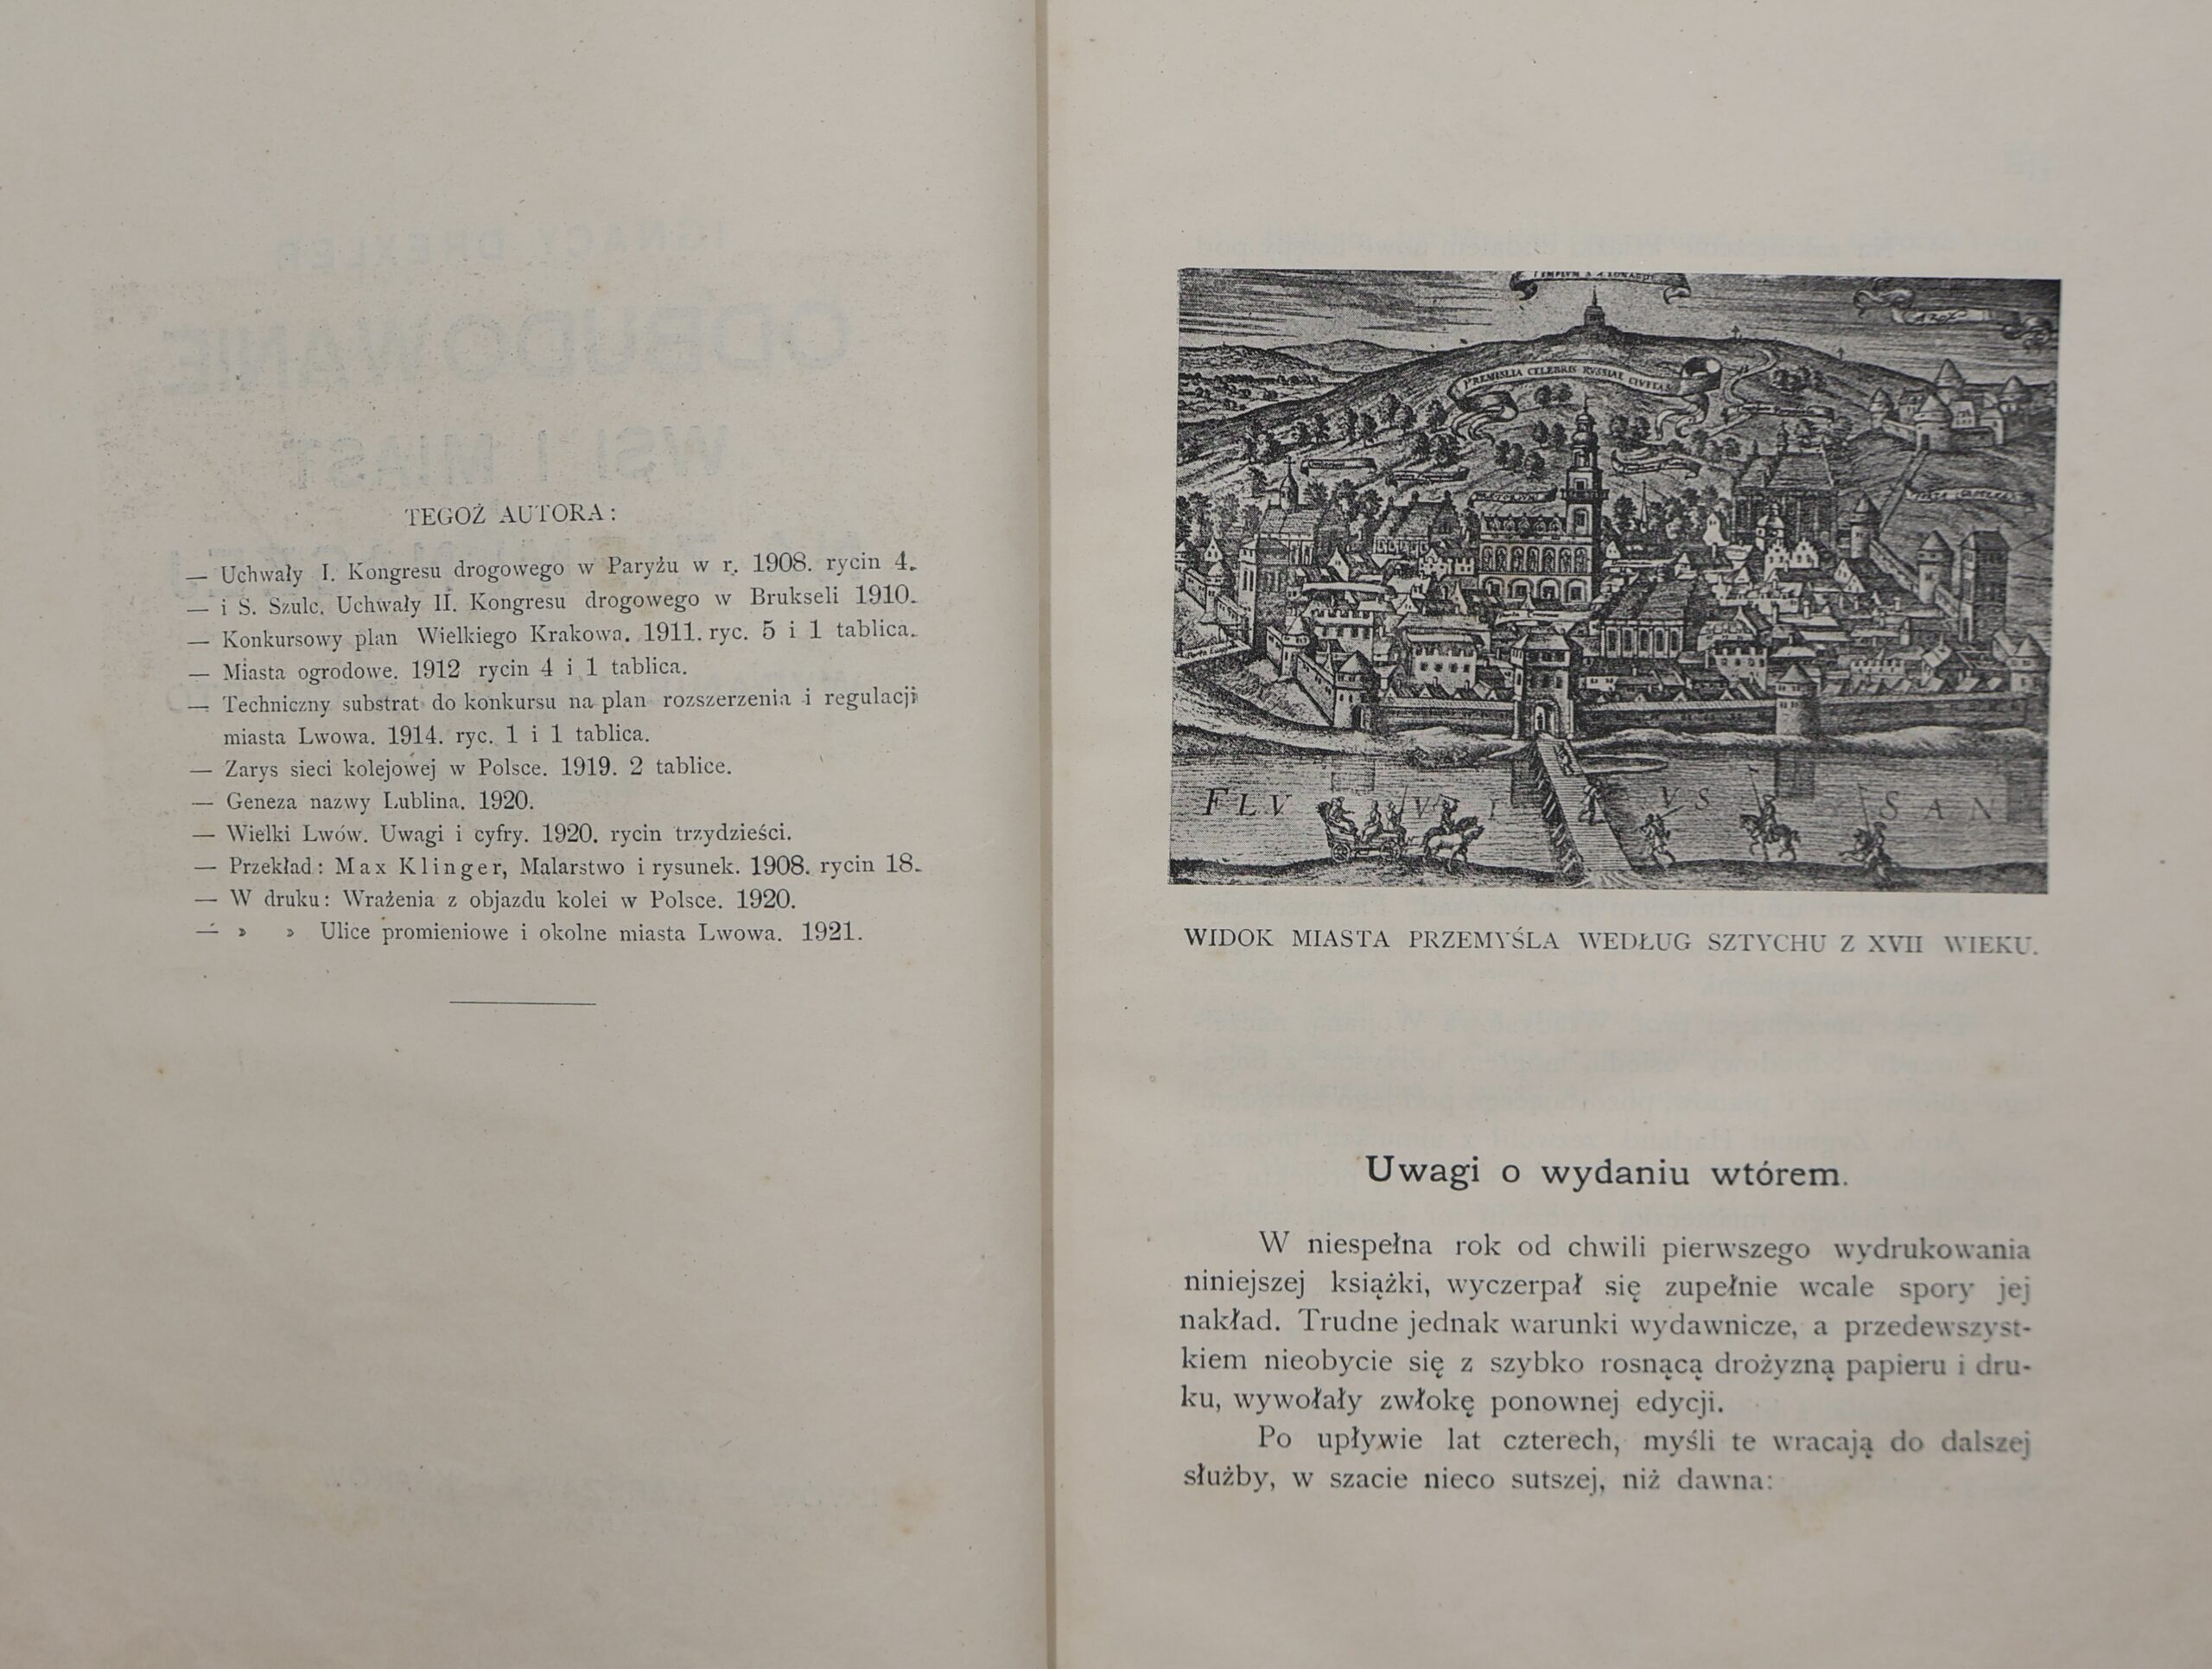 TEGOŻ AUTORA:
— Uchwały I. Kongresu drogowego w Paryżu w r. 1908. rycin 4.
— i S. Szulc. Uchwały II. Kongresu drogowego w Brukseli 1910.
— Konkursowy plan Wielkiego Krakowa. 1911. ryc. 5 i 1 tablica.
— Miasta ogrodowe. 1912 rycin 4 i 1 tablica.
— Techniczny substrat do konkursu na plan rozszerzenia i regulacji
miasta Lwowa. 1914. ryc. 1 i 1 tablica.
— Zarys sieci kolejowej w Polsce. 1919. 2 tablice.
— Geneza nazwy Lublina. 1920.
— Wielki Lwów. Uwagi i cyfry. 1920. rycin trzydzieści.
— Przekład: Max Klinger, Malarstwo i rysunek. 1908. rycin 18.
— W druku: Wrażenia z objazdu kolei w Polsce. 1920.
— » » Ulice promieniowe i okolne miasta Lwowa. 1921.
PREMISLIA CELEBRIS RVSSIAE CIVITAS
FLVVIVS SAN
WIDOK MIASTA PRZEMYŚLA WEDŁUG SZTYCHU Z XVII WIEKU.
Uwagi o wydaniu wtórem.
W niespełna rok od chwili pierwszego wydrukowania
niniejszej książki, wyczerpał się zupełnie wcale spory jej
nakład. Trudne jednak warunki wydawnicze, a przedewszyst-
kiem nieobycie się z szybko rosnącą drożyzną papieru i dru-
ku, wywołały zwłokę ponownej edycji.
Po upływie lat czterech, myśli te wracają do dalszej
służby, w szacie nieco sutszej, niż dawna: